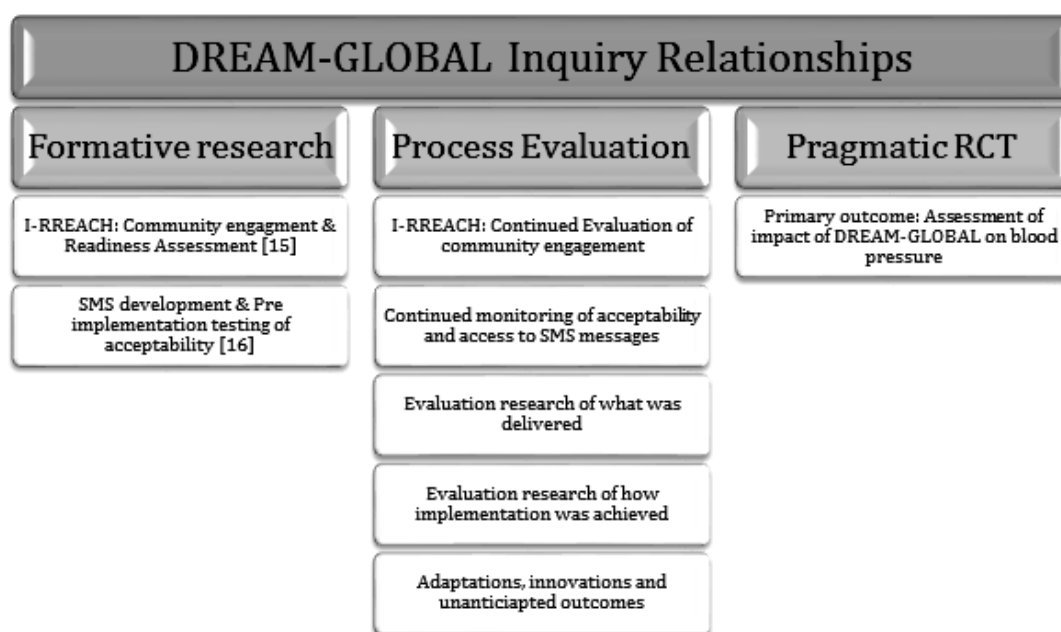 DREAM-GLOBAL Inquiry Relationships
Formative research
I-RREACH: Community engagment &
Readiness Assessment [15]
SMS development & Pre
implementation testing of
acceptability [16]
Process Evaluation
I-RREACH: Continued Evaluation of
community engagement
Continued monitoring of acceptability
and access to SMS messages
Evaluation research of what was
delivered
Evaluation research of how
implementation was achieved
Adaptations, innovations and
unanticiapted outcomes
Pragmatic RCT
Primary outcome: Assessment of
impact of DREAM-GLOBAL on blood
pressure